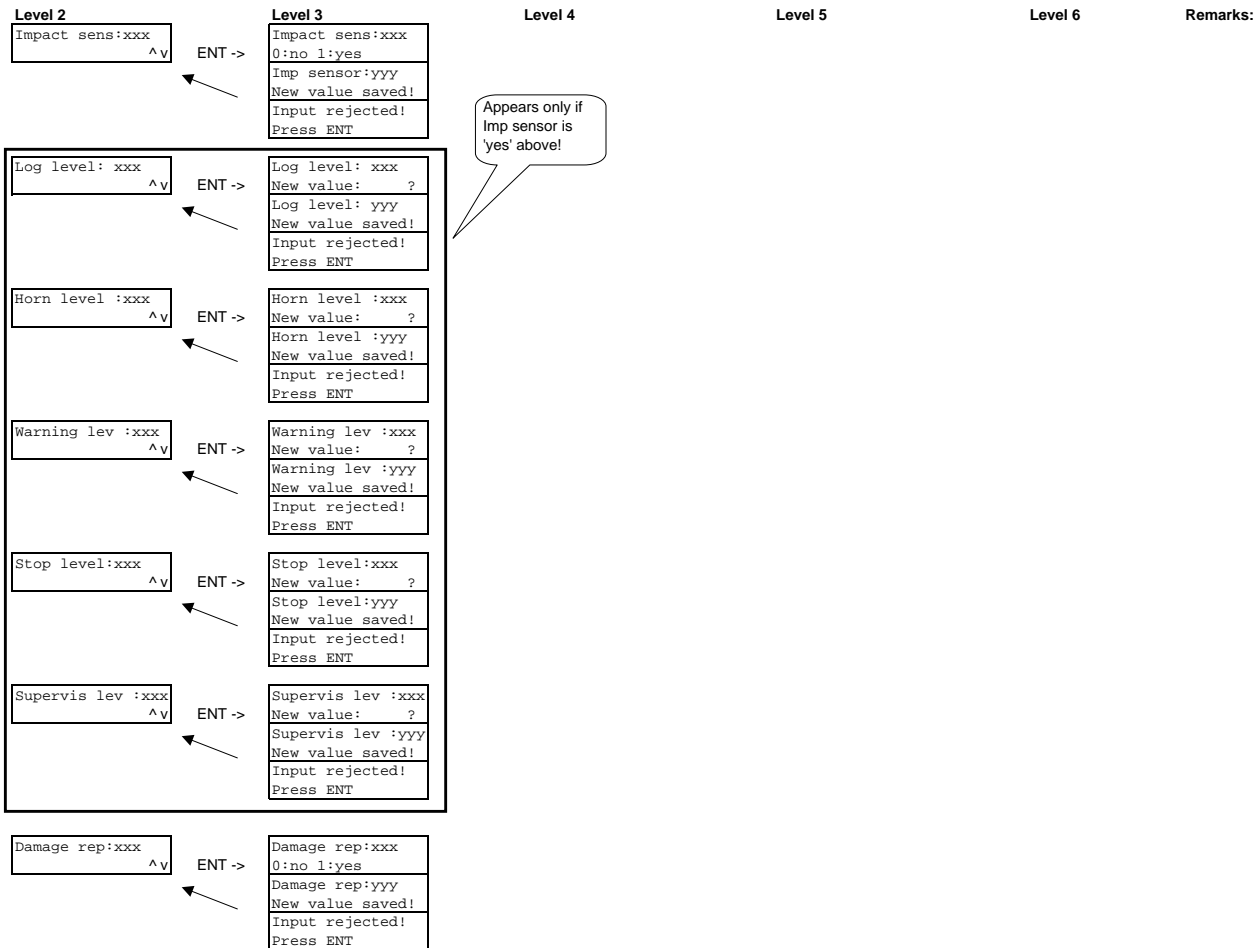 Level 2 Level 3 Level 4 Level 5 Level 6 Remarks:
Impact sens:xxx
^ v
ENT ->
Impact sens:xxx
0:no 1:yes
Imp sensor:yyy
New value saved!
Input rejected!
Press ENT
Appears only if
Imp sensor is
'yes' above!
Log level: xxx
^ v
ENT ->
Log level: xxx
New value: ?
Log level: yyy
New value saved!
Input rejected!
Press ENT
Horn level :xxx
^ v
ENT ->
Horn level :xxx
New value: ?
Horn level :yyy
New value saved!
Input rejected!
Press ENT
Warning lev :xxx
^ v
ENT ->
Warning lev :xxx
New value: ?
Warning lev :yyy
New value saved!
Input rejected!
Press ENT
Stop level:xxx
^ v
ENT ->
Stop level:xxx
New value: ?
Stop level:yyy
New value saved!
Input rejected!
Press ENT
Supervis lev :xxx
^ v
ENT ->
Supervis lev :xxx
New value: ?
Supervis lev :yyy
New value saved!
Input rejected!
Press ENT
Damage rep:xxx
^ v
ENT ->
Damage rep:xxx
0:no 1:yes
Damage rep:yyy
New value saved!
Input rejected!
Press ENT